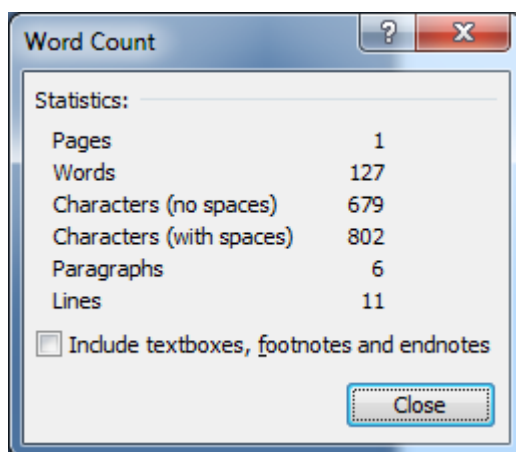 Word Count
?
X
Statistics:
Pages 1
Words 127
Characters (no spaces) 679
Characters (with spaces) 802
Paragraphs 6
Lines 11
Include textboxes, footnotes and endnotes
Close